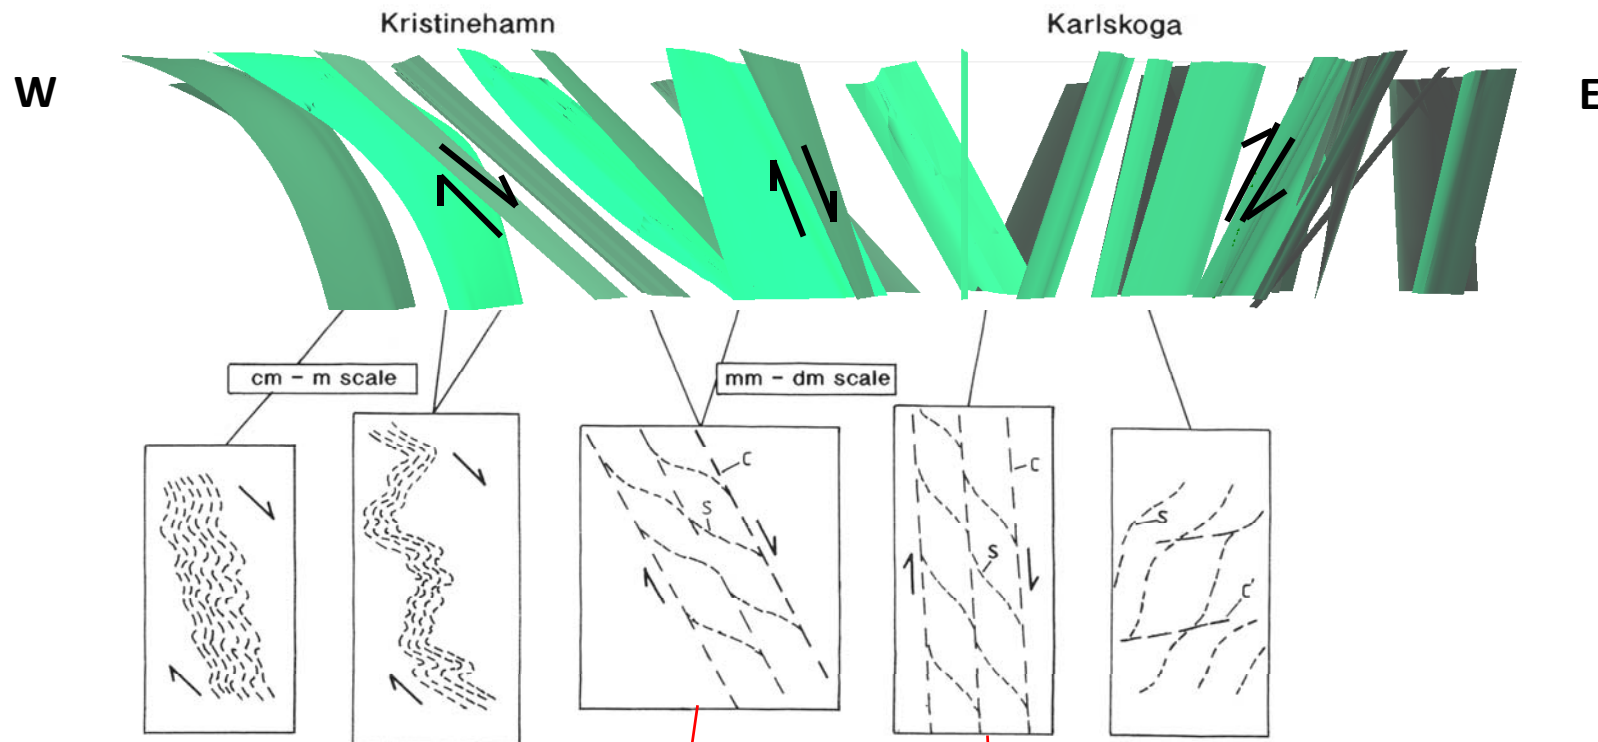 Kristinehamn
Karlskoga
W
E
cm - m scale
mm - dm scale
C
S
C
S
S
C'